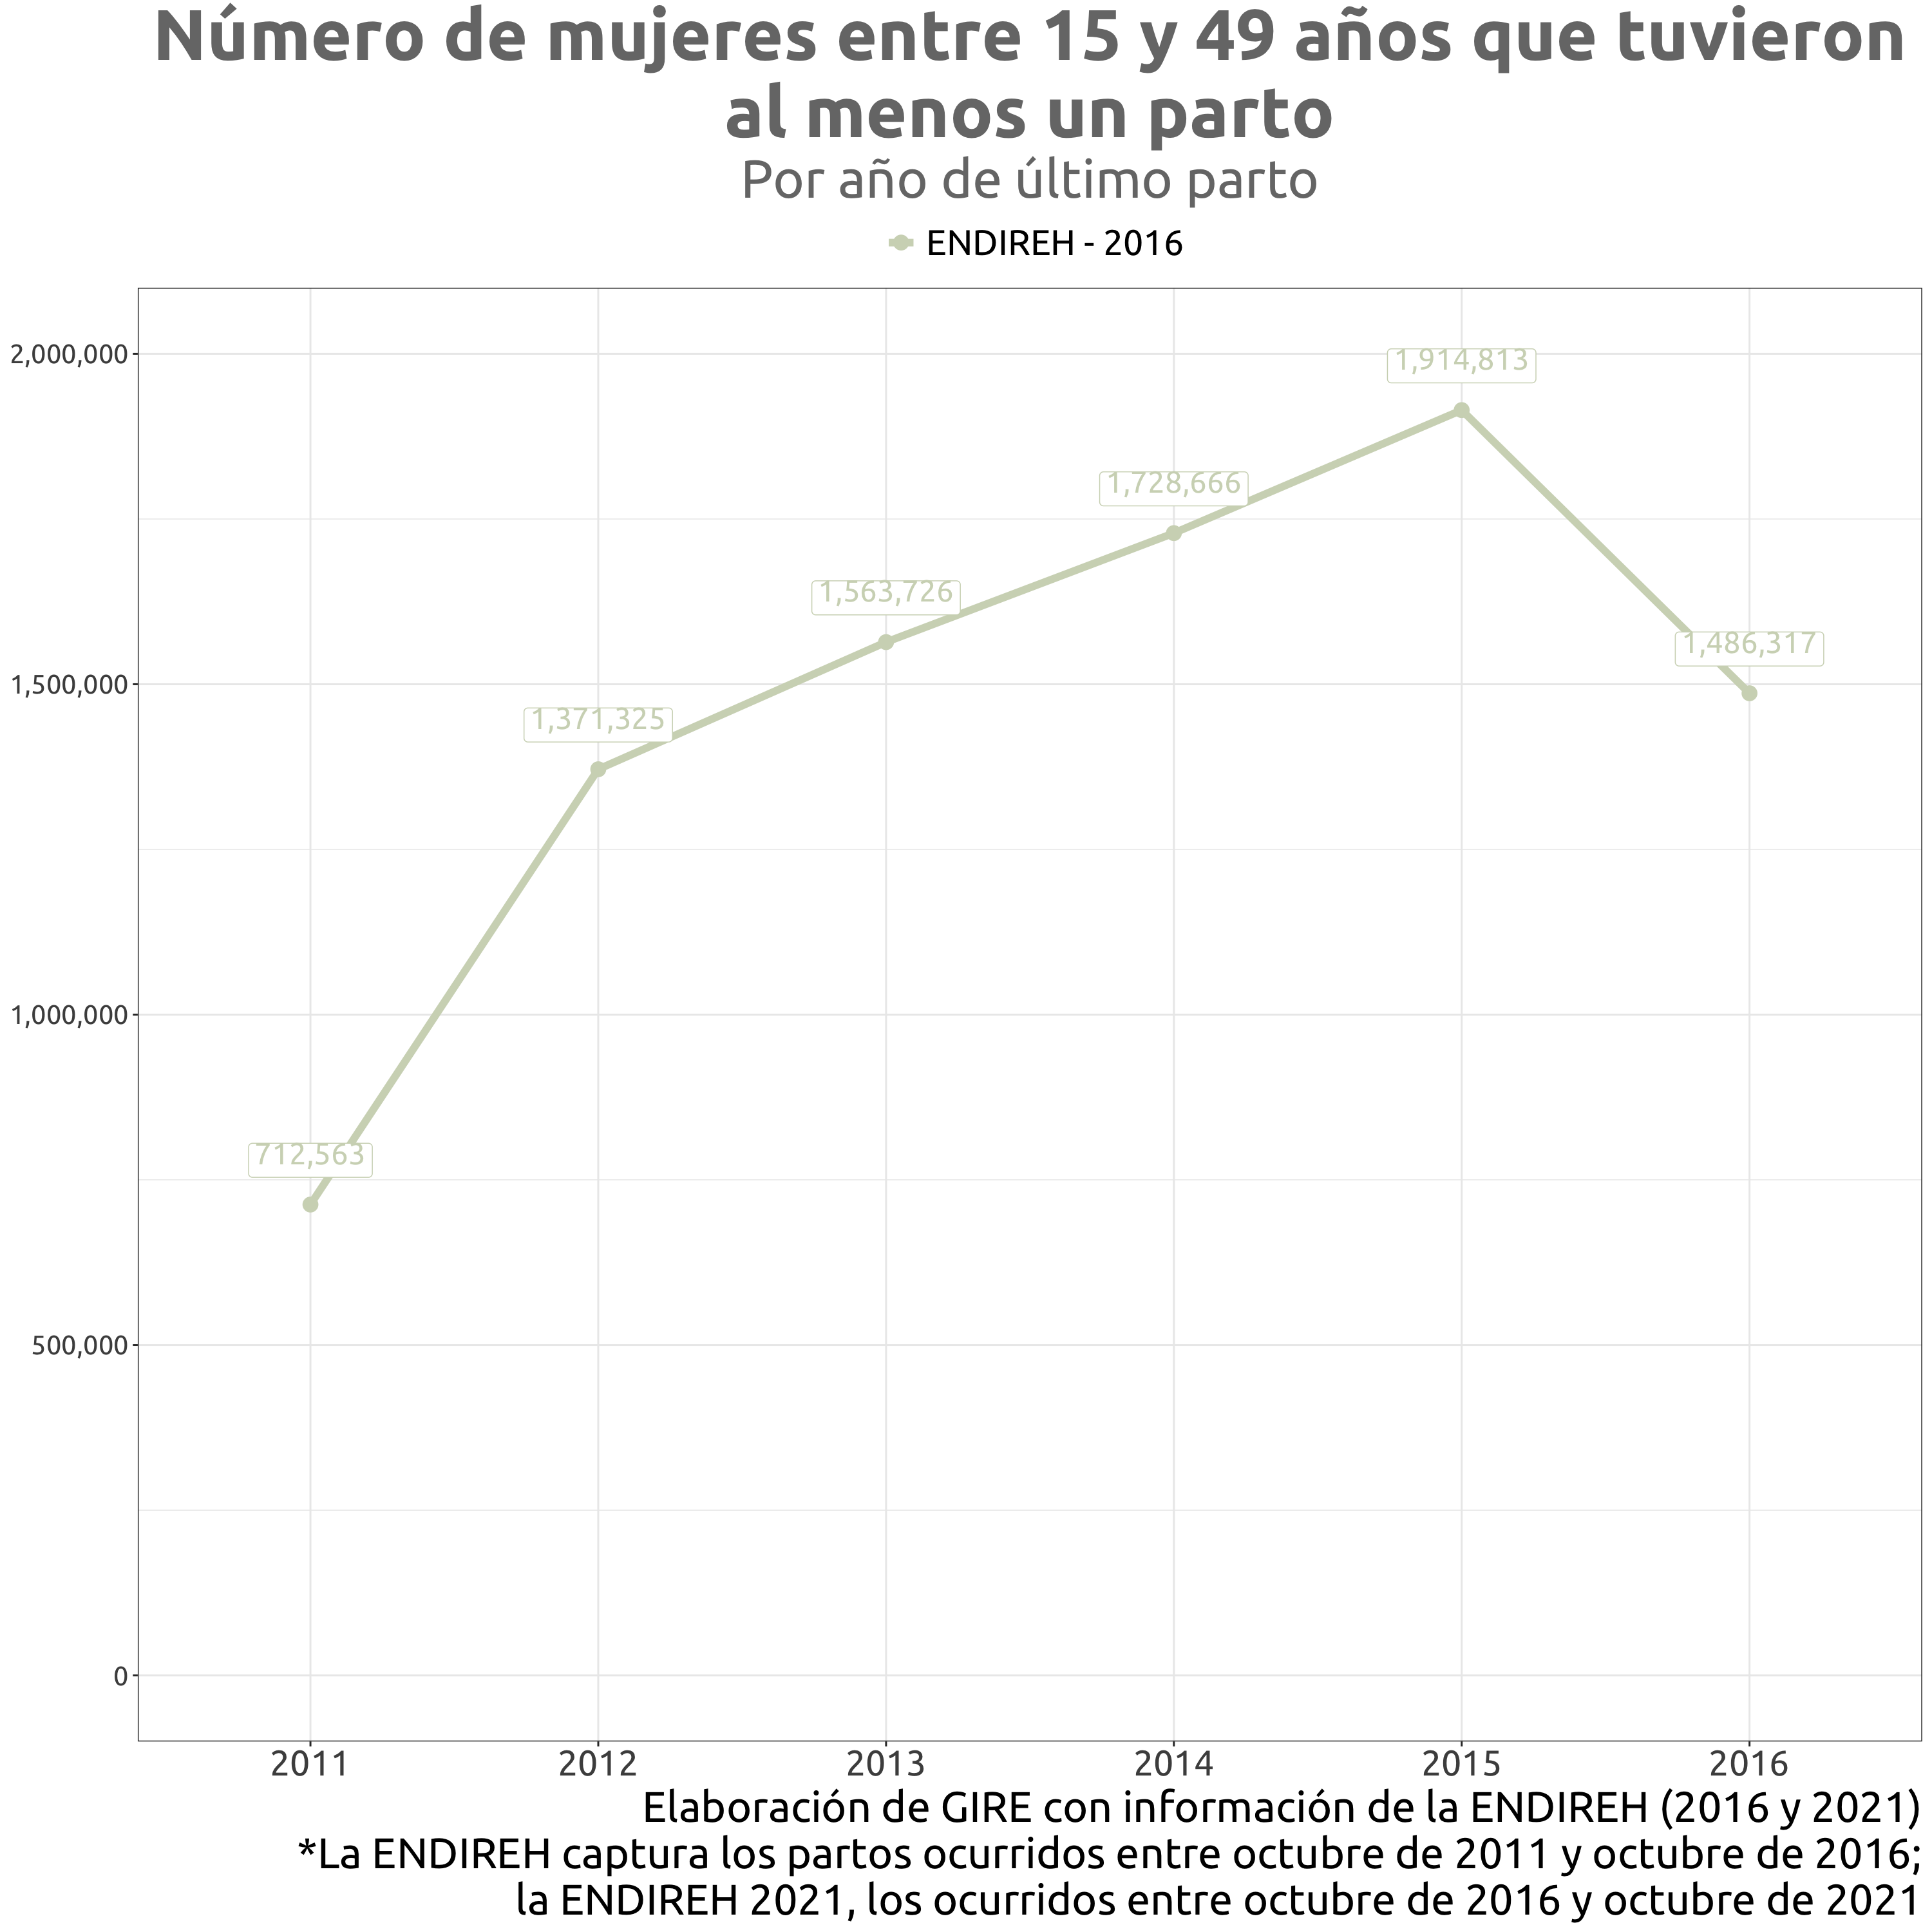 Número de mujeres entre 15 y 49 años que tuvieron
al menos un parto
Por año de último parto
ENDIREH - 2016
2,000,000
1,914,813
1,728,666
1,563,726
1,486,317
1,500,000
1,371,325
1,000,000
712,563
500,000
0
2011 2012 2013 2014 2015 2016
Elaboración de GIRE con información de la ENDIREH (2016 y 2021)
*La ENDIREH captura los partos ocurridos entre octubre de 2011 y octubre de 2016;
la ENDIREH 2021, los ocurridos entre octubre de 2016 y octubre de 2021